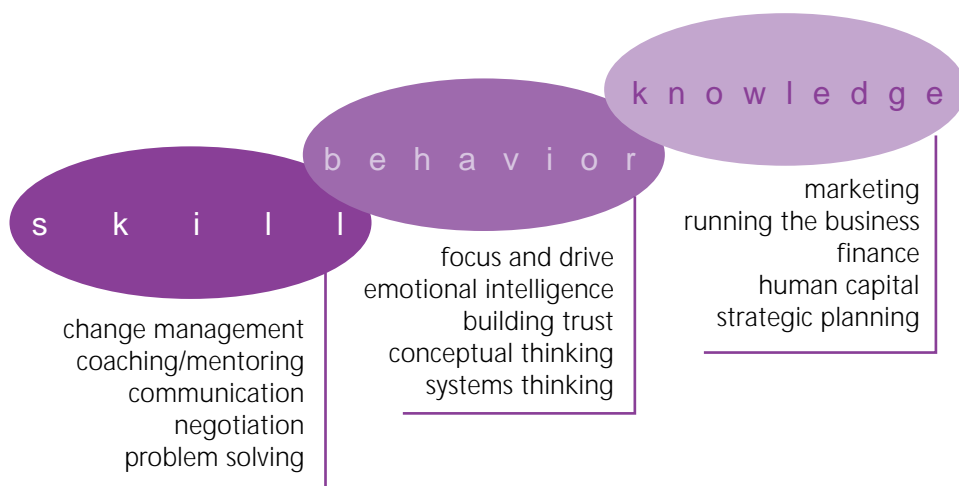 skill
change management
coaching/mentoring
communication
negotiation
problem solving
behavior
focus and drive
emotional intelligence
building trust
conceptual thinking
systems thinking
knowledge
marketing
running the business
finance
human capital
strategic planning